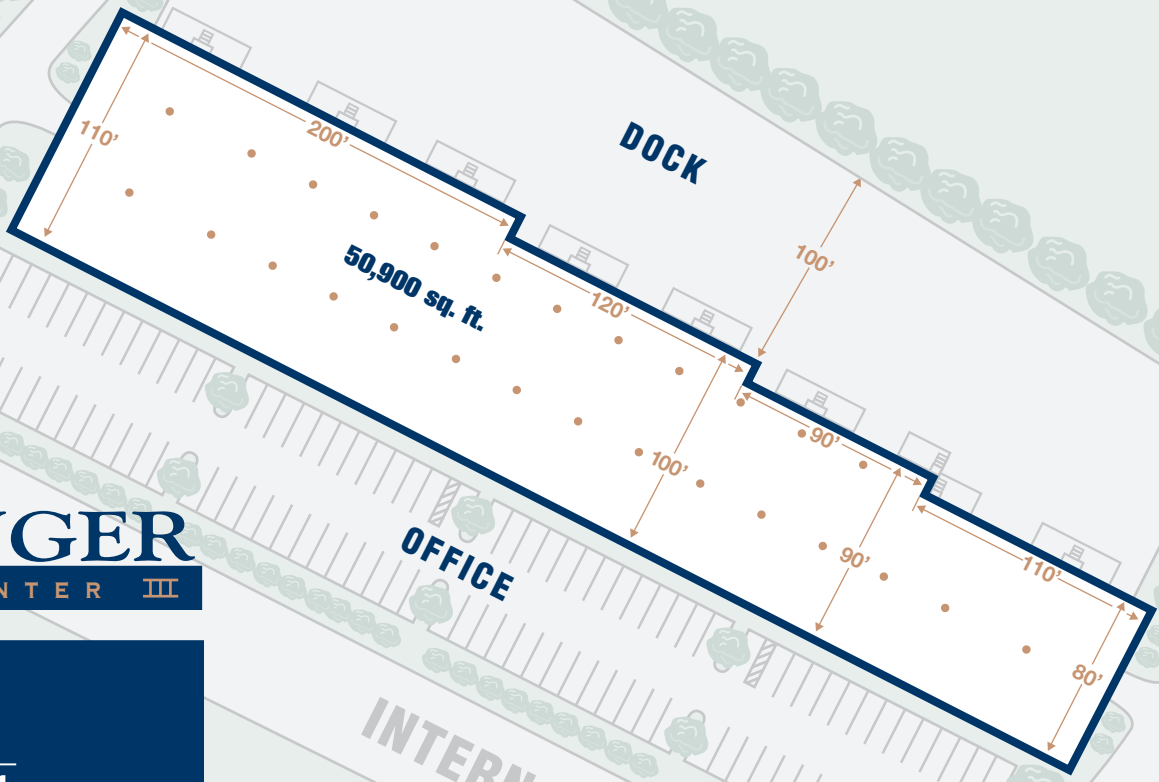 DOCK
110’
200’
50,900 sq. ft.
120’
100’
100’
90’
90’
110’
80’
OFFICE
GER
NTER III
INTERN